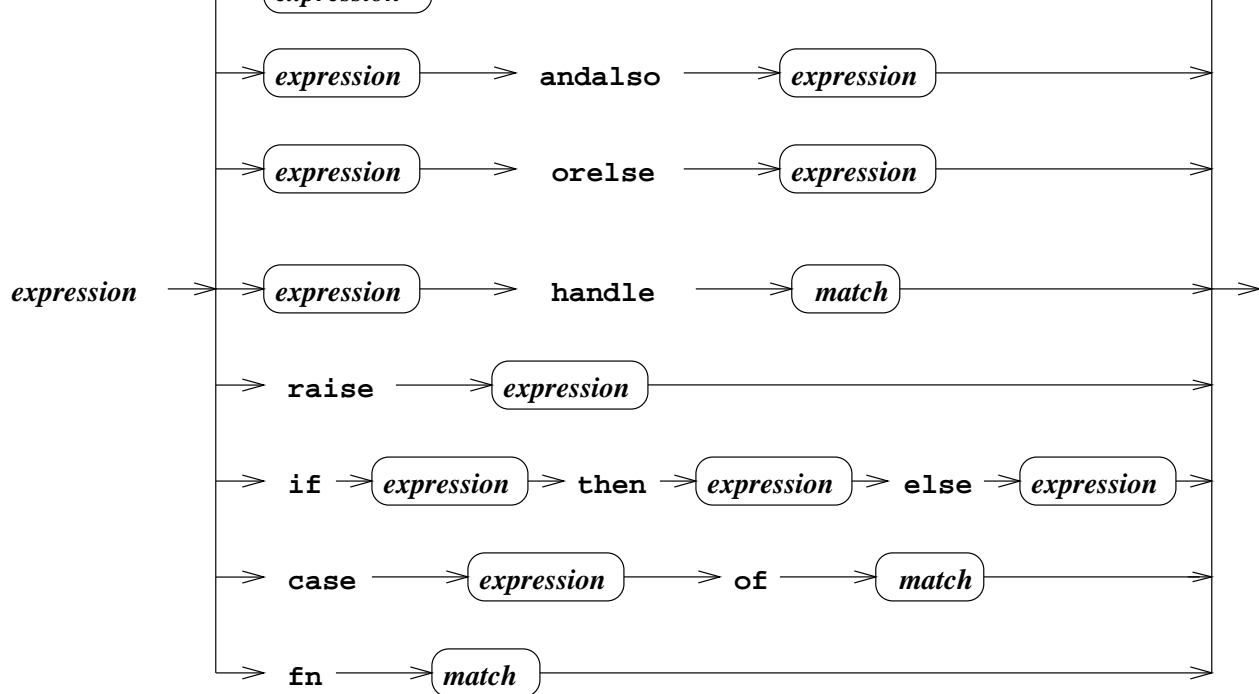 expression
expression andalso expression
expression orelse expression
expression expression handle match
raise expression
if expression then expression else expression
case expression of match
fn match